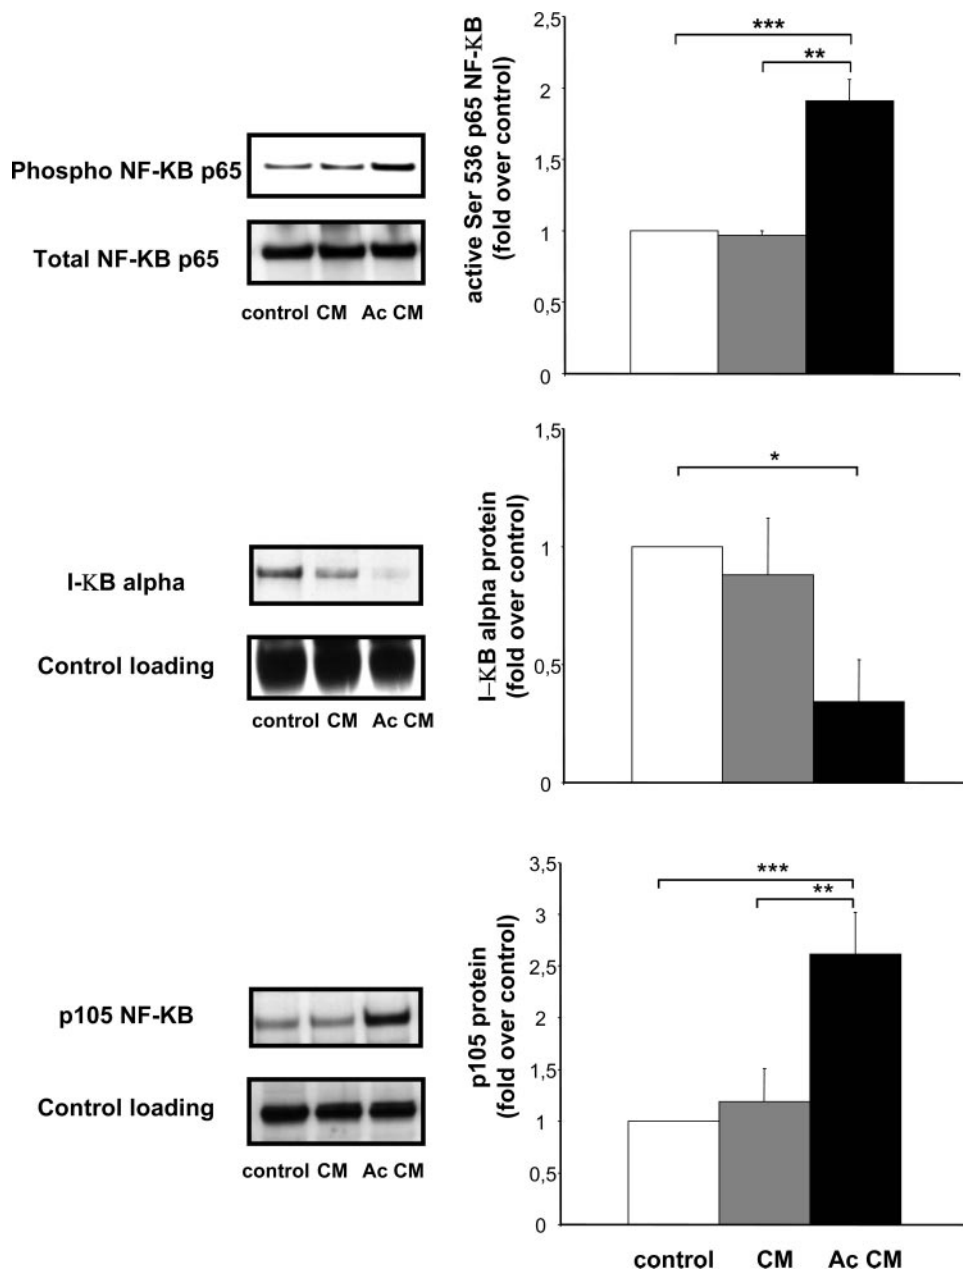 Phospho NF-KB p65
Total NF-KB p65
control CM Ac CM
active Ser 536 p65 NF-KB
(fold over control)
2,5
2
1,5
1
0,5
0
***
**
I-KB alpha
Control loading
control CM Ac CM
I–KB alpha protein
(fold over control)
1,5
1
0,5
0
*
p105 NF-KB
Control loading
control CM Ac CM
p105 protein
(fold over control)
3,5
3
2,5
2
1,5
1
0,5
0
***
**
control CM Ac CM